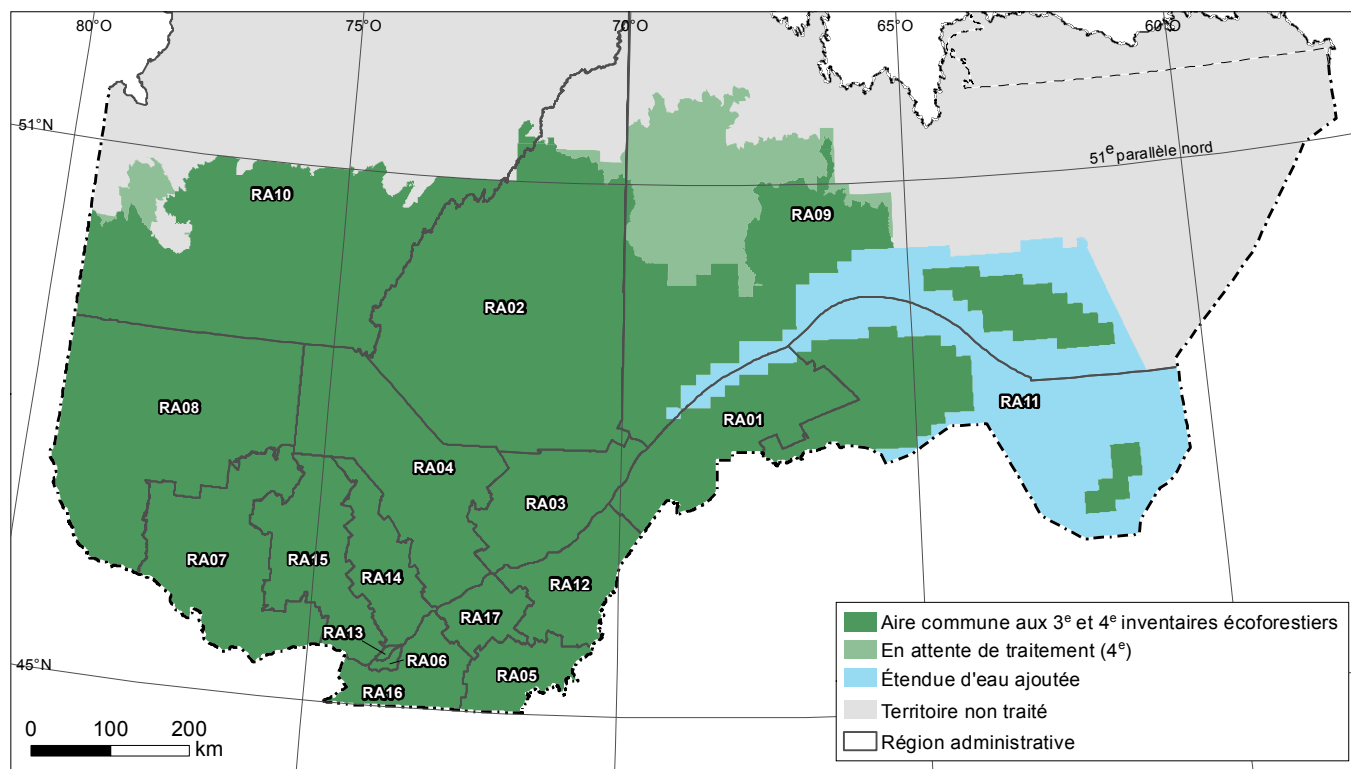 80°O
75°O
70°O
65°O
60°O
51°N
51e parallèle nord
RA10
RA09
RA02
RA08
RA11
RA01
RA04
RA03
RA07
RA15
RA14
RA12
RA17
RA13
RA06
RA05
RA16
45°N
Aire commune aux 3e et 4e inventaires écoforestiers
En attente de traitement (4e)
Étendue d'eau ajoutée
Territoire non traité
Région administrative
0 100 200
km